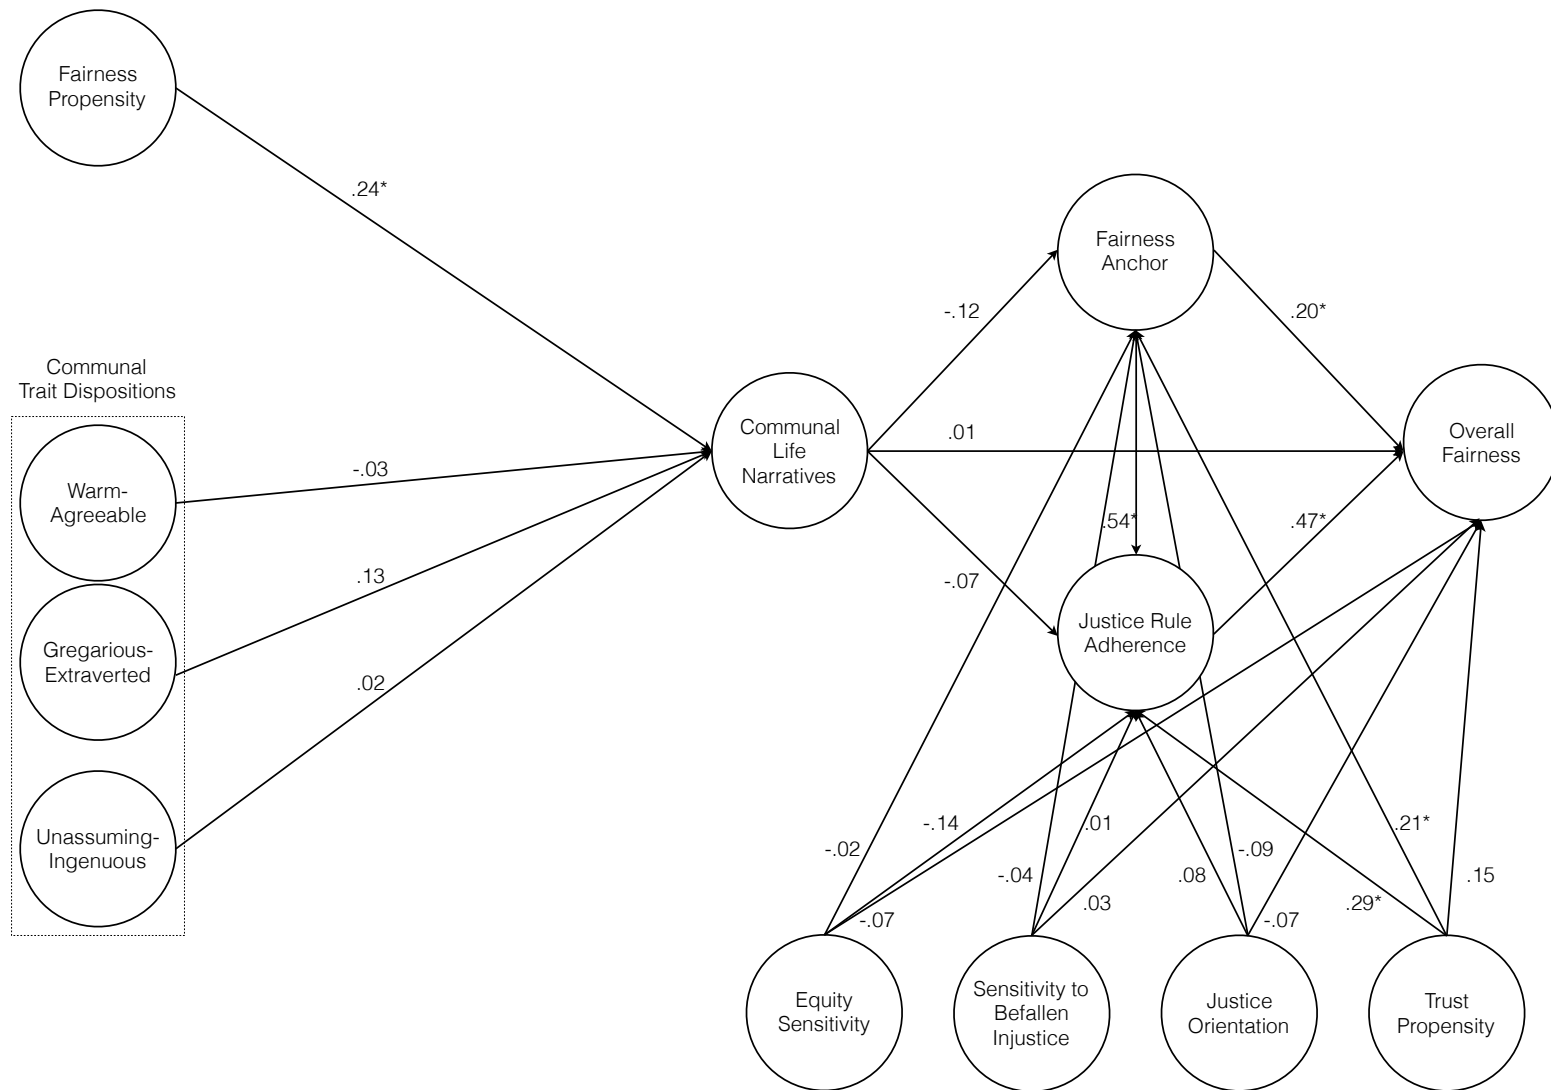 Fairness
Propensity
.24*
Communal
Trait Dispositions
Warm-
Agreeable
-.03
Gregarious-
Extraverted
.13
Unassuming-
Ingenuous
.02
Communal
Life
Narratives
-.12
.01
-.07
Fairness
Anchor
.20*
.54*
.47*
Justice Rule
Adherence
Overall
Fairness
-.02
-.14
-.07
-.04
.01
.03
.08
-.09
-.07
.29*
.21*
.15
Equity
Sensitivity
Sensitivity to
Befallen
Injustice
Justice
Orientation
Trust
Propensity